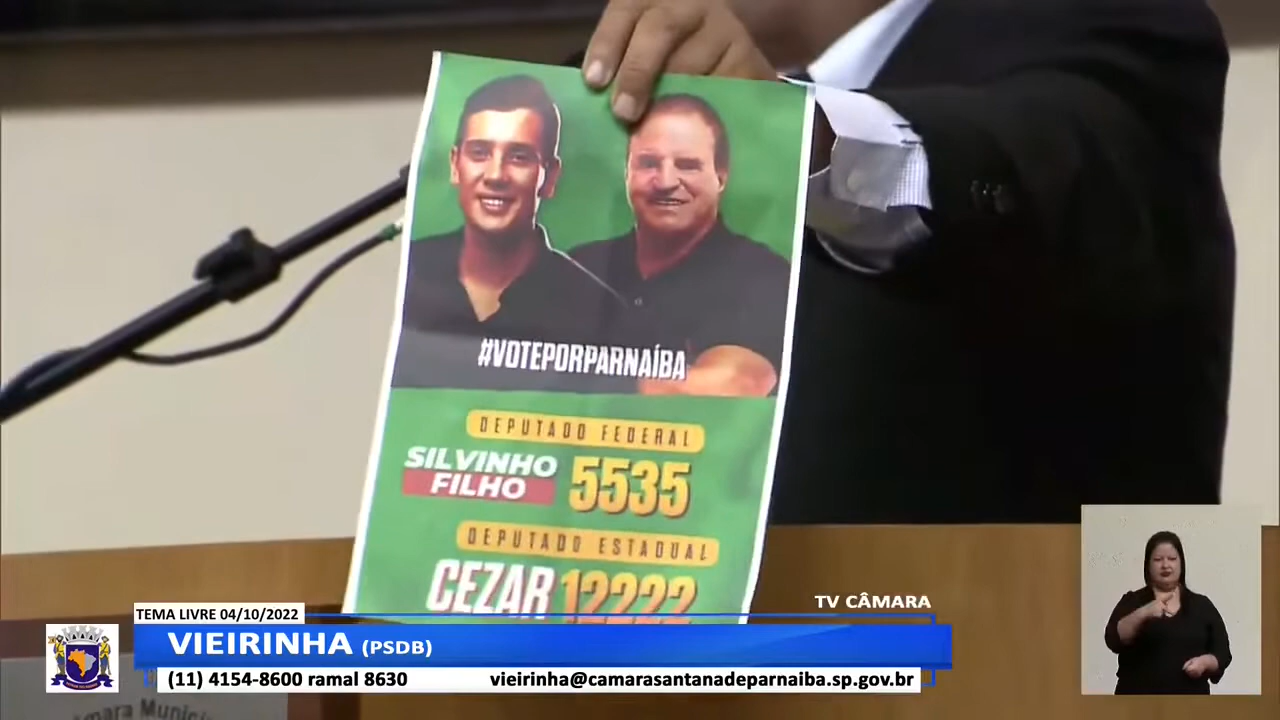 #VOTEPORPARNAÍBA
DEPUTADO FEDERAL
SILVINHO
FILHO
5535
DEPUTADO ESTADUAL
CEZAR 12222
TV CÂMARA
TEMA LIVRE 04/10/2022
VIEIRINHA (PSDB)
(11) 4154-8600 ramal 8630
vieirinha@camarasantanadeparnaiba.sp.gov.br